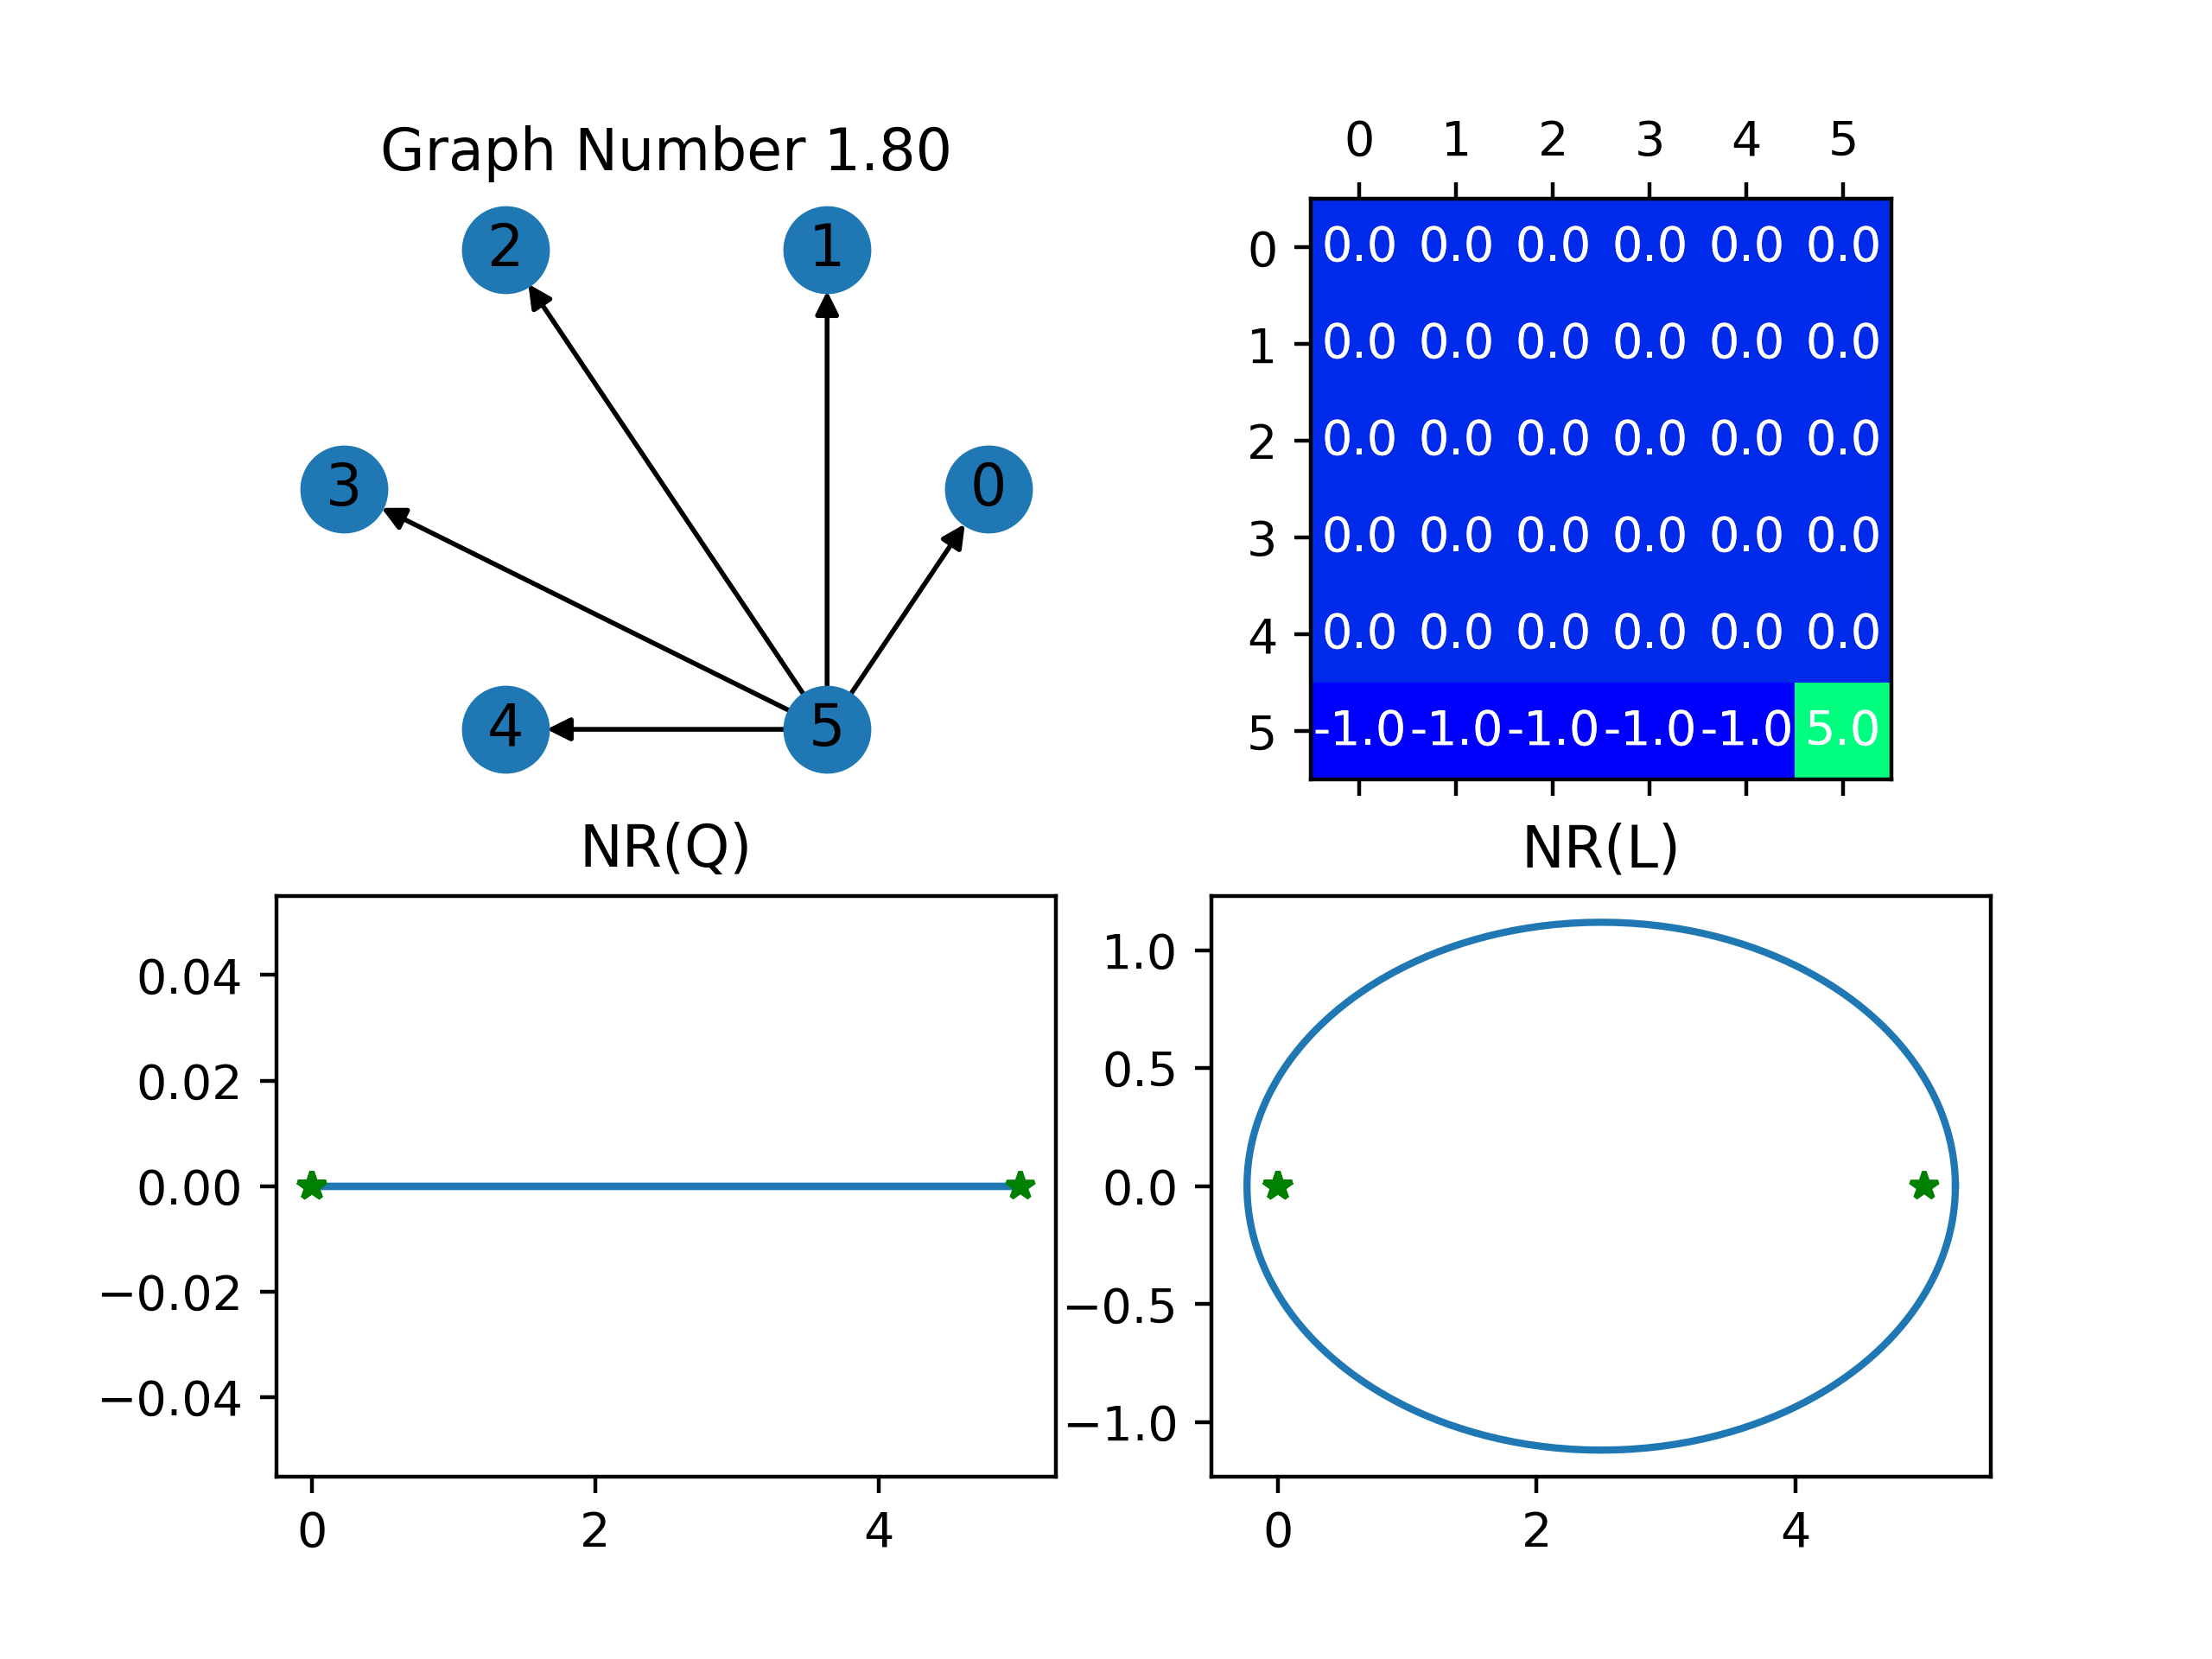 Graph Number 1.80
2 1
3 0
4 5
0 1 2 3 4 5
0 0.0 0.0 0.0 0.0 0.0 0.0
1 0.0 0.0 0.0 0.0 0.0 0.0
2 0.0 0.0 0.0 0.0 0.0 0.0
3 0.0 0.0 0.0 0.0 0.0 0.0
4 0.0 0.0 0.0 0.0 0.0 0.0
5 -1.0 -1.0 -1.0 -1.0 -1.0 5.0
NR(Q)
0.04
0.02
0.00
−0.02
−0.04
0 2 4
NR(L)
1.0
0.5
0.0
−0.5
−1.0
0 2 4